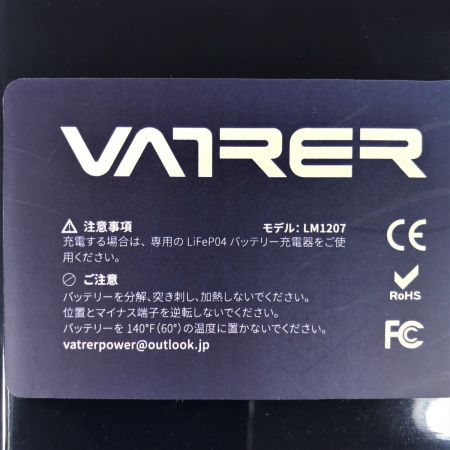 VATRER
注意事項
モデル: LM1207
充電する場合は、専用の LiFePO4 バッテリー充電器をご使
用ください。
ご注意
バッテリーを分解、突き刺し、加熱しないでください。
位置とマイナス端子を逆転しないでください。
バッテリーを 140°F（60°）の温度に置かないでください。
vatrerpower@outlook.jp
CE
RoHS
FC